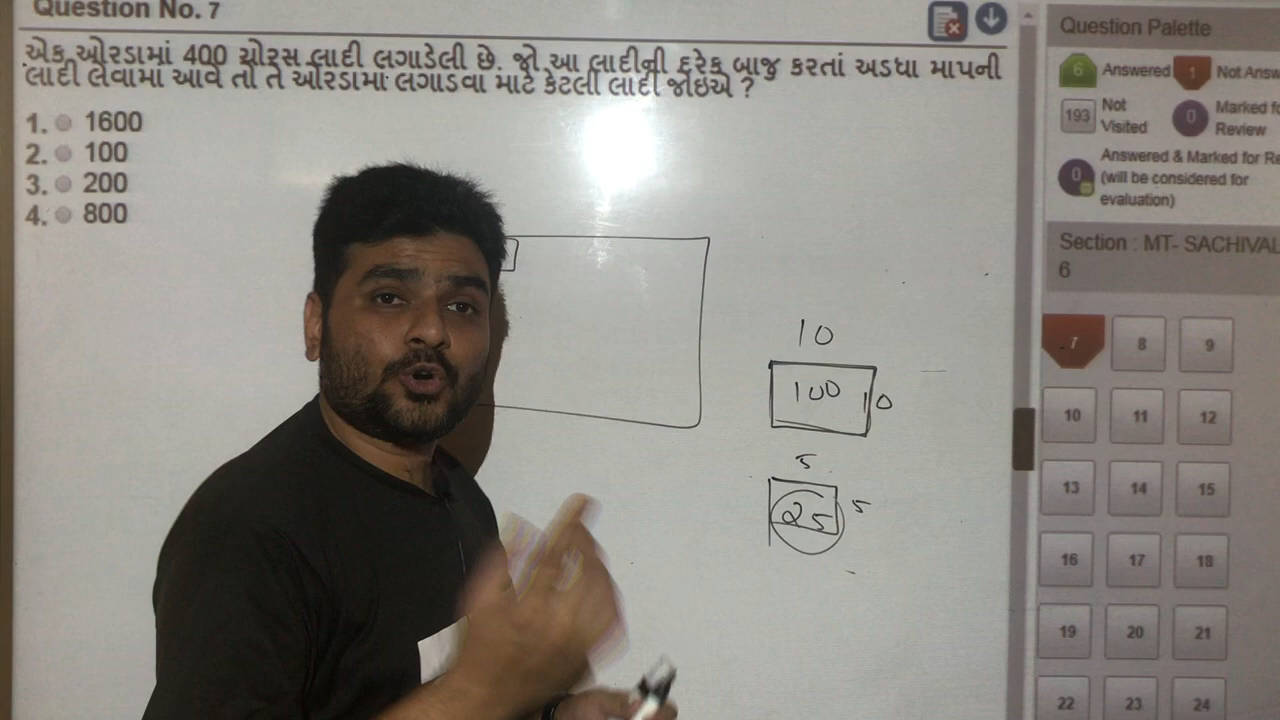 Question No. 7
એક ઓરડામાં 400 ચોરસ લાદી લગાડેલી છે. જો આ લાદીની દરેક બાજુ કરતાં અડધા માપની
લાદી લેવામાં આવે તો તે ઓરડામાં લગાડવા માટે કેટલી લાદી જોઇએ ?
1. 1600
2. 100
3. 200
4. 800
10
100
10
5
25
5
Question Palette
6 Answered
1 Not Answ
193 Not Visited
0 Marked fo
Review
0 Answered & Marked for Re
(will be considered for
evaluation)
Section : MT- SACHIVAL
6
7 8 9
10 11 12
13 14 15
16 17 18
19 20 21
22 23 24